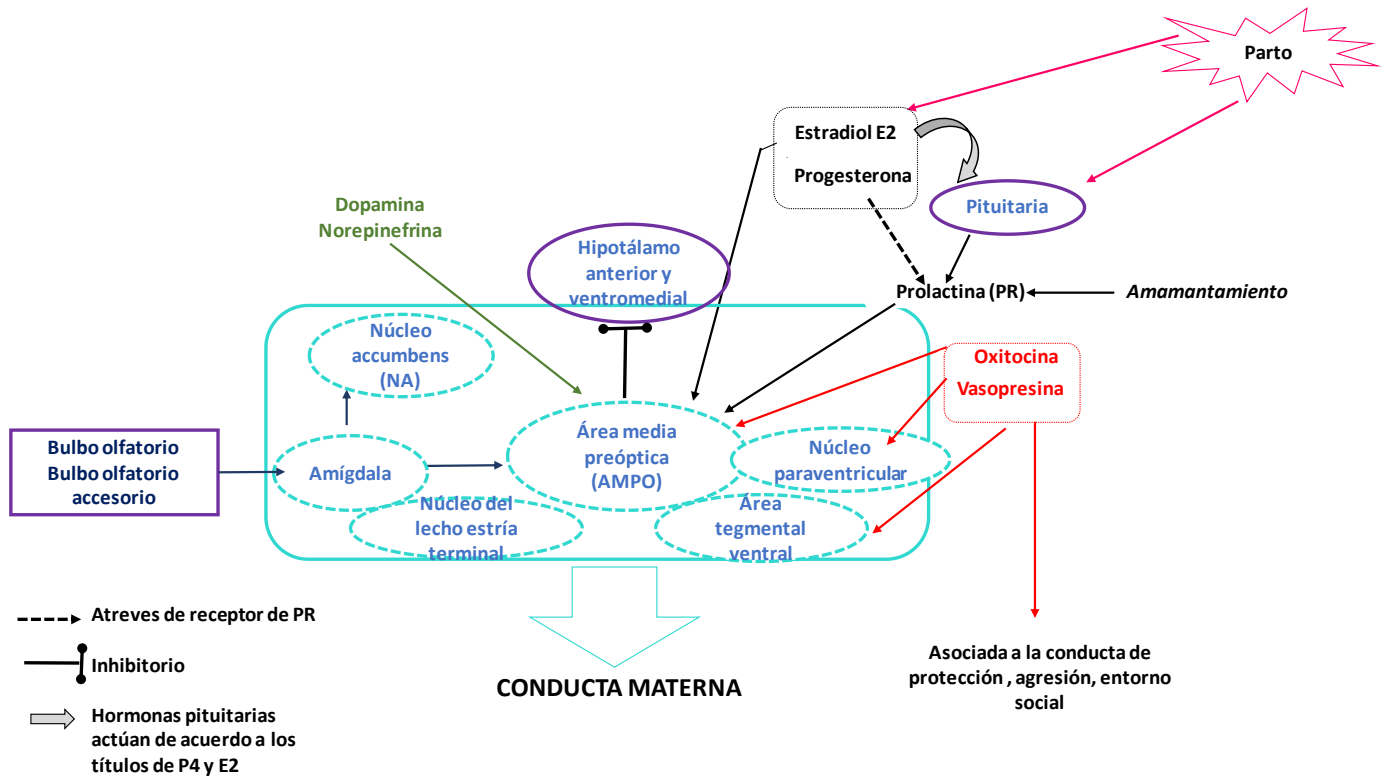 Parto
Estradiol E2
Progesterona
Pituitaria
Dopamina
Norepinefrina
Hipotálamo
anterior y
ventromedial
Prolactina (PR)
Amamantamiento
Núcleo
accumbens
(NA)
Oxitocina
Vasopresina
Bulbo olfatorio
Bulbo olfatorio
accesorio
Amígdala
Área media
preóptica
(AMPO)
Núcleo
paraventricular
Núcleo del
lecho estría
terminal
Área
tegmental
ventral
Atreves de receptor de PR
Inhibitorio
Hormonas pituitarias
actúan de acuerdo a los
títulos de P4 y E2
CONDUCTA MATERNA
Asociada a la conducta de
protección , agresión, entorno
social